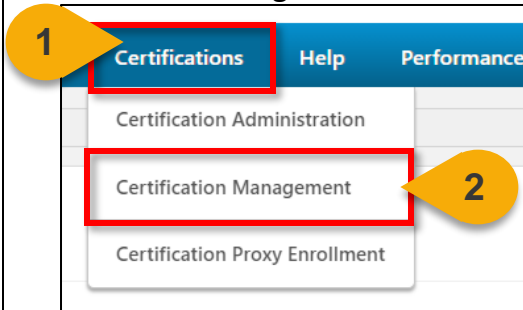 1
Certifications Help Performance
Certification Administration
Certification Management
2
Certification Proxy Enrollment